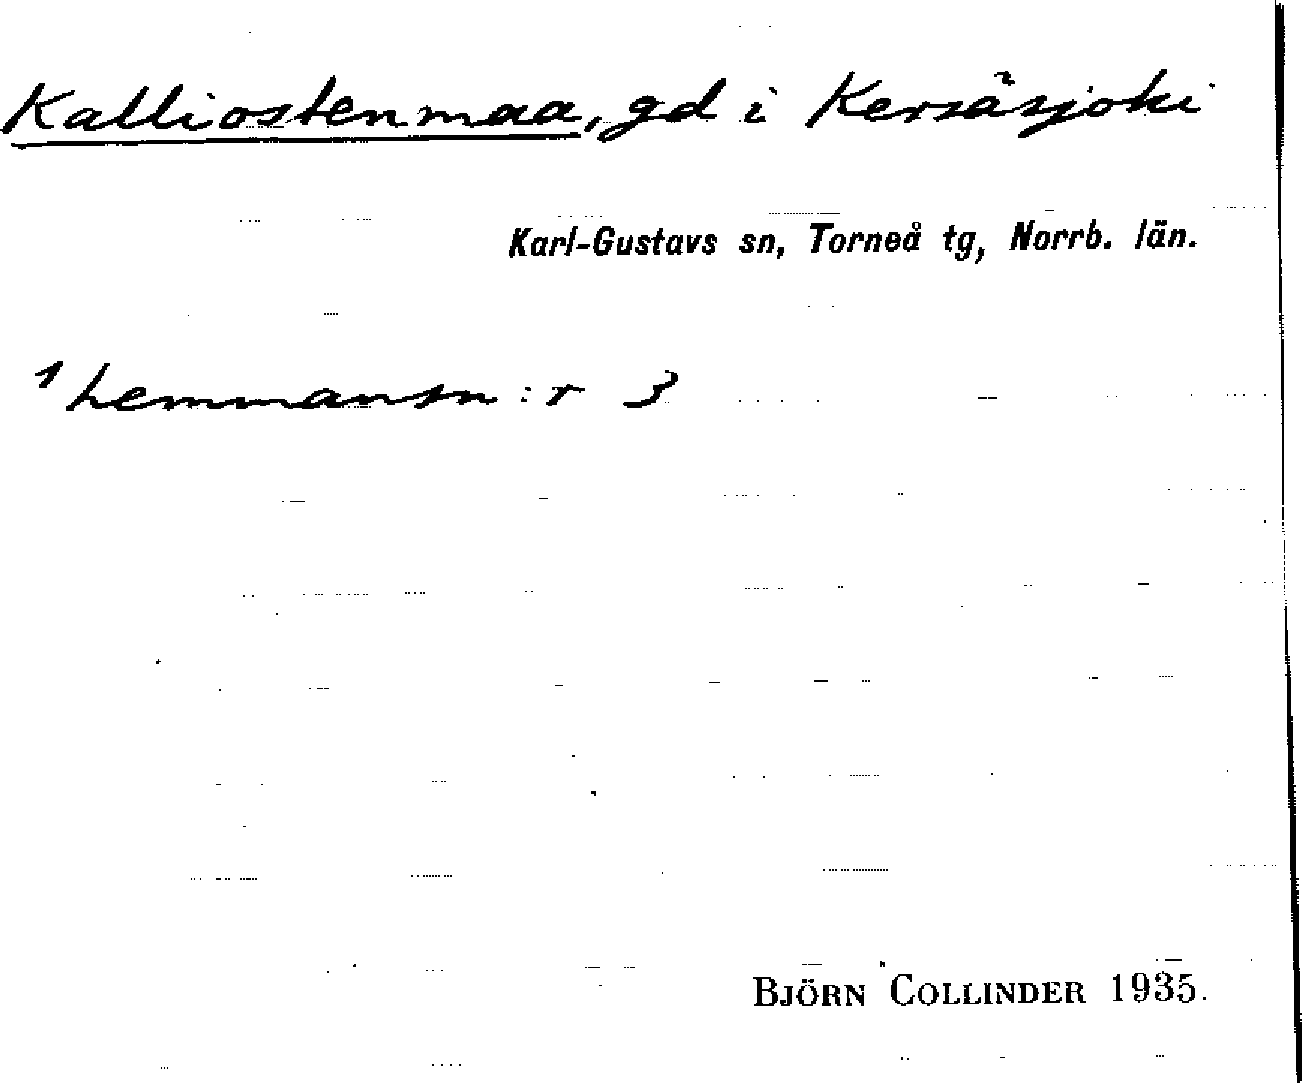 Kalliostenmaa, gd i Kersäsjoki
Karl-Gustavs sn, Torneå tg, Norrb. län.
1 hemmansn:r 3
BJÖRN COLLINDER 1935.